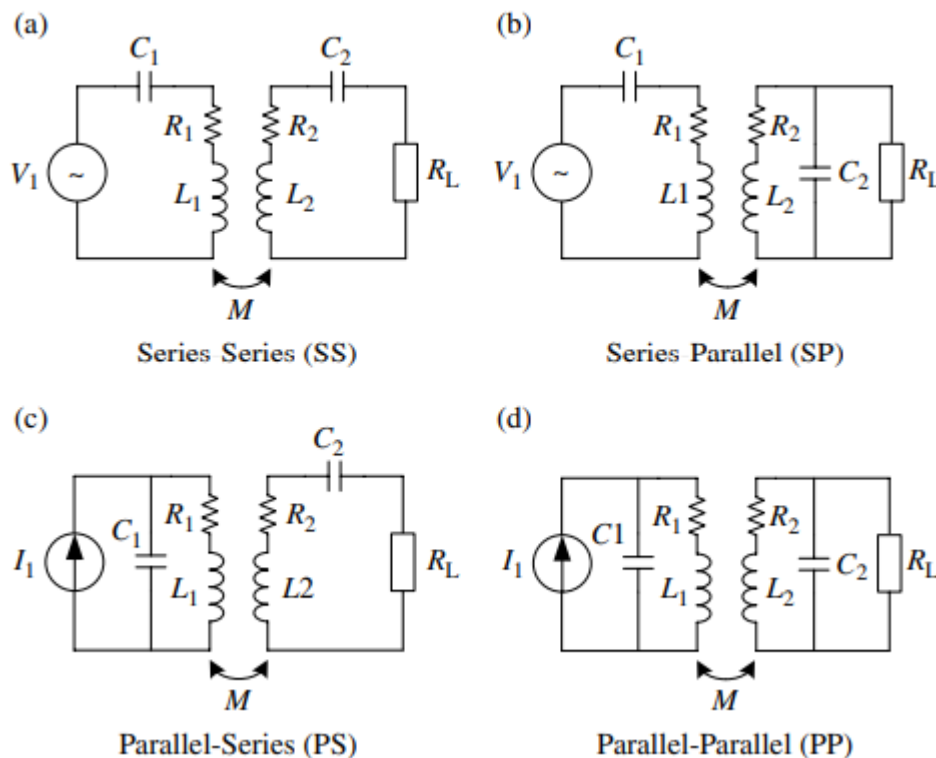 (a)
C1
R1
R2
C2
V1
~
L1
L2
RL
M
Series Series (SS)
(b)
C1
R1
R2
V1
~
L1
L2
C2
RL
M
Series Parallel (SP)
(c)
C2
R1
R2
C1
I1
L1
L2
RL
M
Parallel-Series (PS)
(d)
R1
R2
C1
I1
L1
L2
C2
RL
M
Parallel-Parallel (PP)